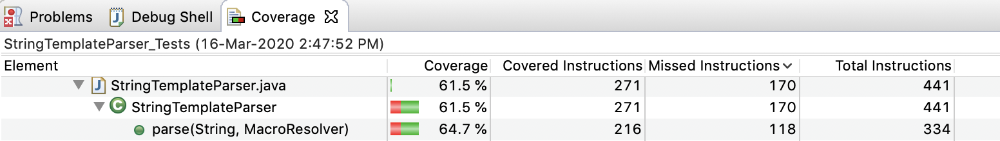 Problems Debug Shell Coverage
StringTemplateParser_Tests (16-Mar-2020 2:47:52 PM)
Element Coverage Covered Instructions Missed Instructions Total Instructions
StringTemplateParser.java 61.5 % 271 170 441
StringTemplateParser 61.5 % 271 170 441
parse(String, MacroResolver) 64.7 % 216 118 334